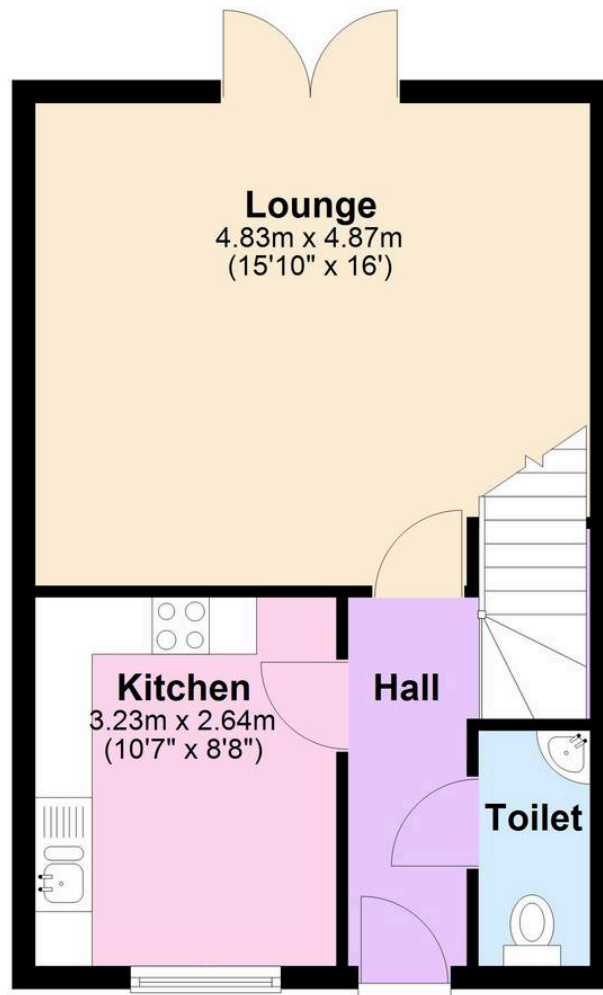 Lounge
4.83m x 4.87m
(15'10" x 16')
Kitchen
3.23m x 2.64m
(10'7" x 8'8")
Hall
Toilet